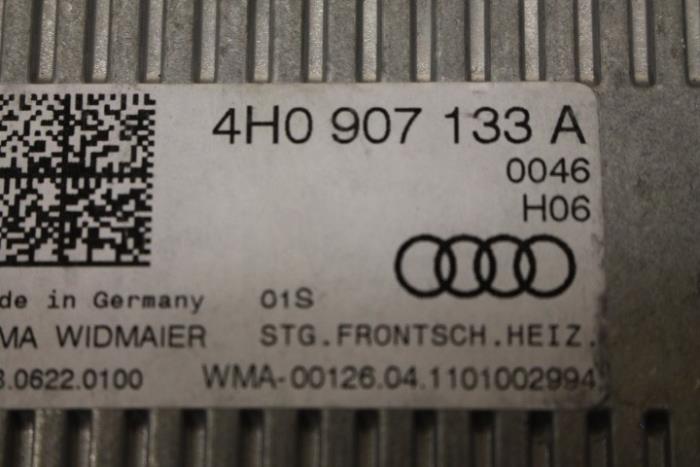 4H0 907 133 A
0046
H06
de in Germany 01S
MA WIDMAIER STG.FRONTSCH.HEIZ.
.0622.0100 WMA-00126.04.1101002994